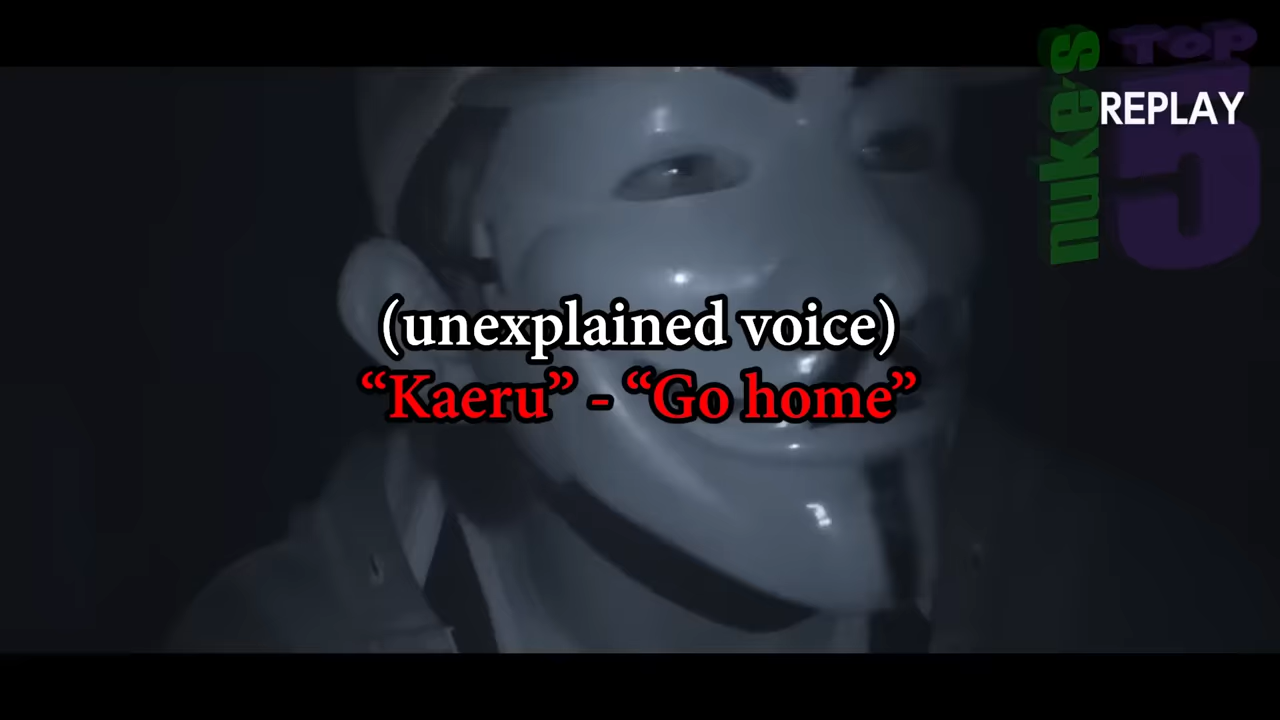 nuke's
TOP
5
REPLAY
(unexplained voice)
“Kaeru” - “Go home”